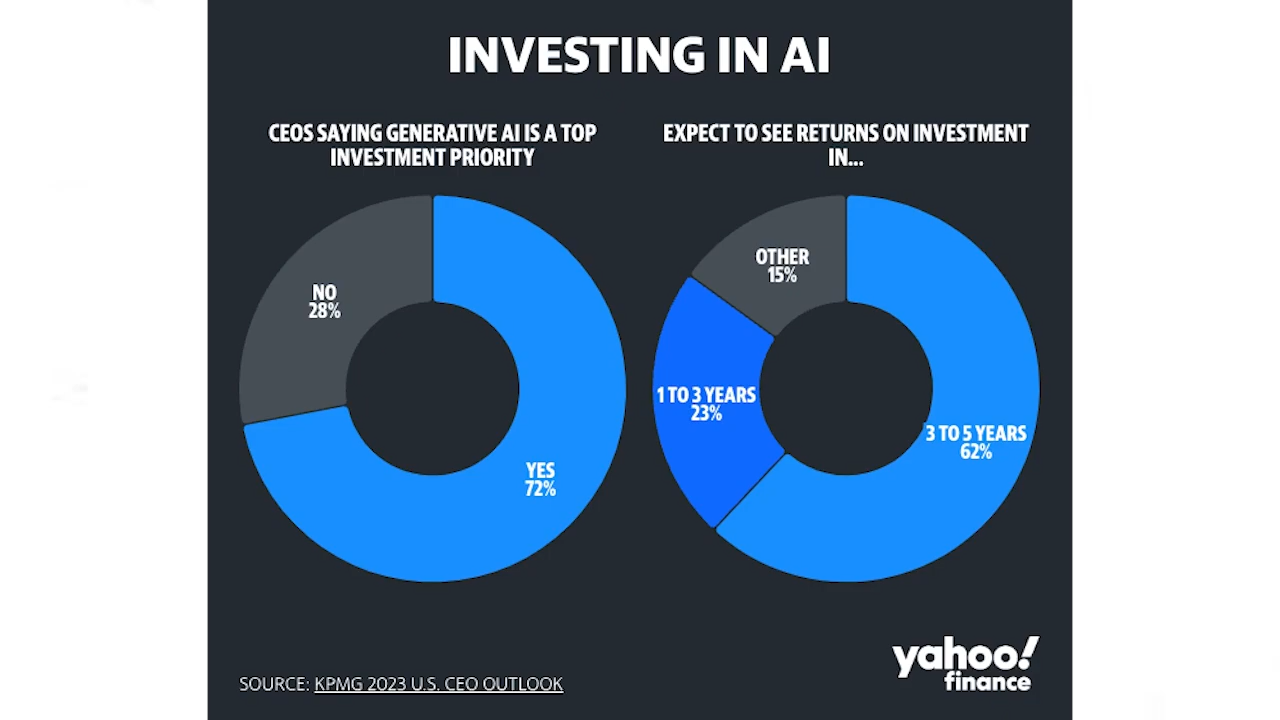 INVESTING IN AI
CEOS SAYING GENERATIVE AI IS A TOP
INVESTMENT PRIORITY
NO
28%
YES
72%
EXPECT TO SEE RETURNS ON INVESTMENT
IN...
OTHER
15%
1 TO 3 YEARS
23%
3 TO 5 YEARS
62%
SOURCE: KPMG 2023 U.S. CEO OUTLOOK
yahoo!
finance